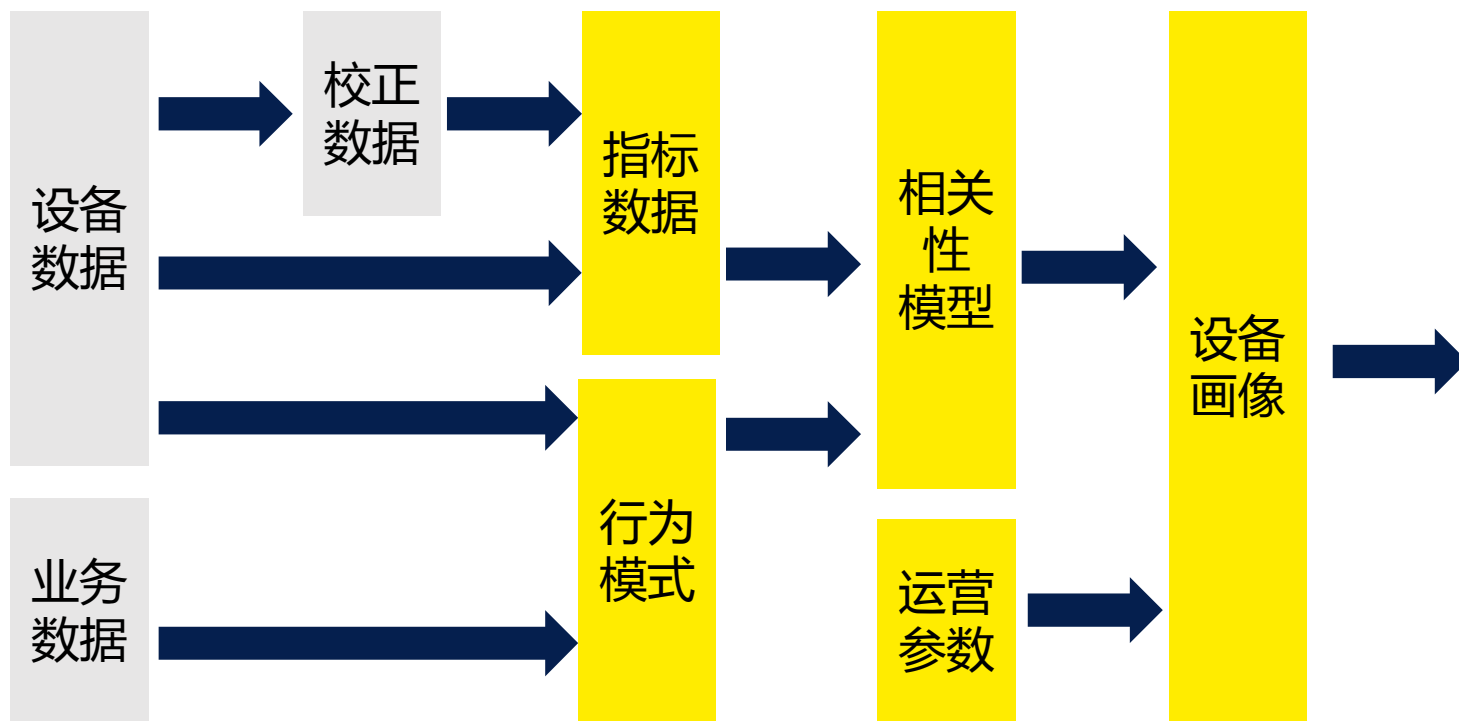 设备
数据
业务
数据
校正
数据
指标
数据
行为
模式
相关
性
模型
运营
参数
设备
画像